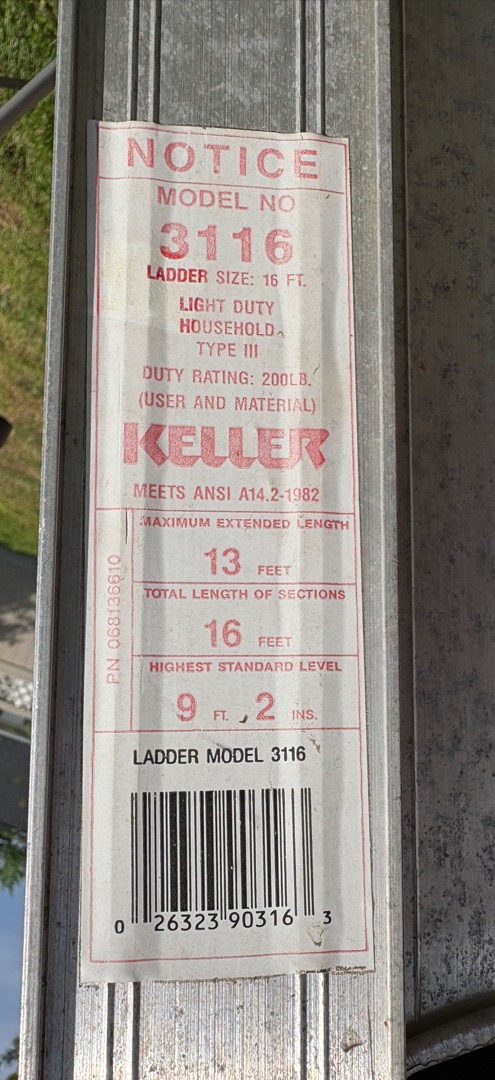 NOTICE
MODEL NO
3116
LADDER SIZE: 16 FT.
LIGHT DUTY
HOUSEHOLD
TYPE III
DUTY RATING: 200LB.
(USER AND MATERIAL)
KELLER
MEETS ANSI A14.2-1982
PN 068136610
MAXIMUM EXTENDED LENGTH
13 FEET
TOTAL LENGTH OF SECTIONS
16 FEET
HIGHEST STANDARD LEVEL
9 FT. 2 INS.
LADDER MODEL 3116
0 26323 90316 3